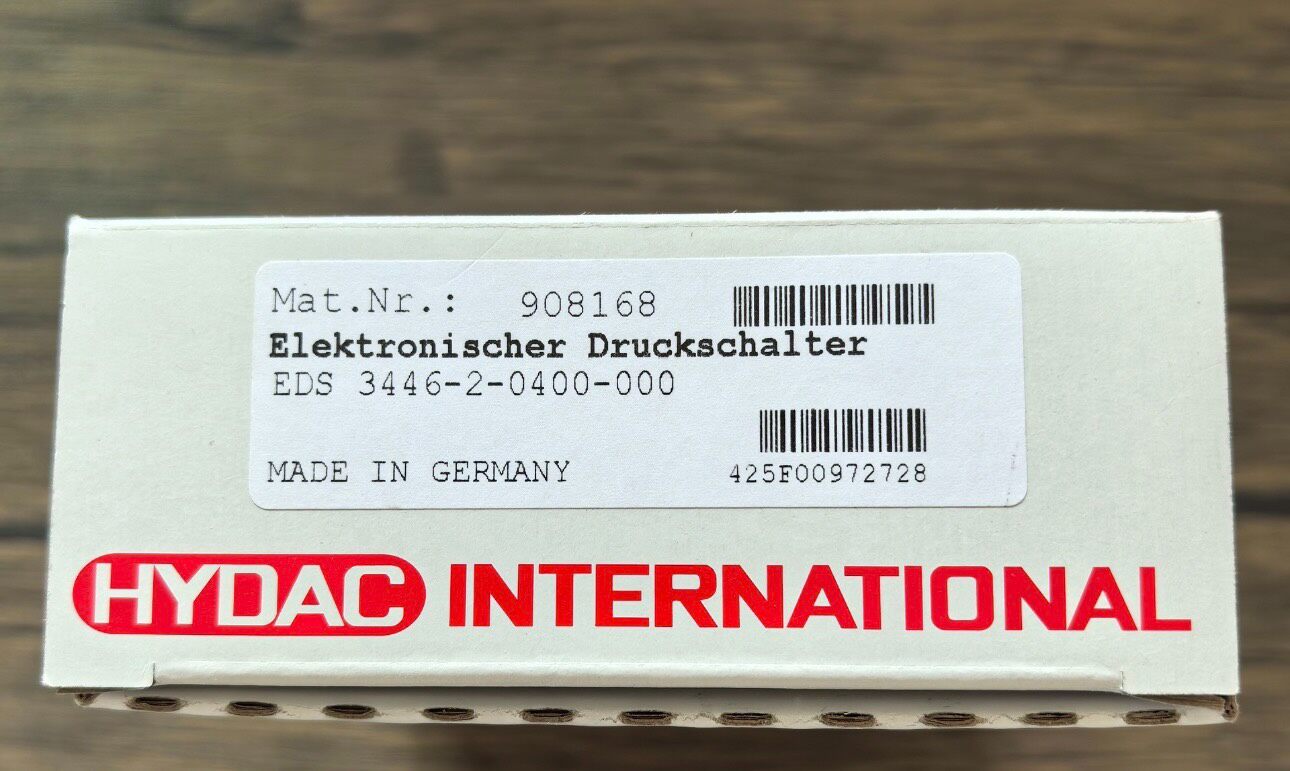 Mat.Nr.: 908168
Elektronischer Druckschalter
EDS 3446-2-0400-000
MADE IN GERMANY 425F00972728
HYDAC INTERNATIONAL